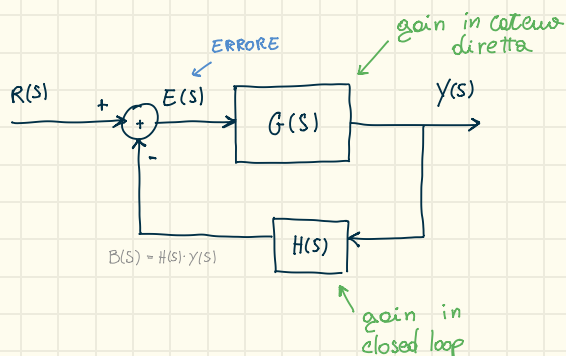 gain in catena
diretta
ERRORE
R(S)
+
E(S)
+
G(S)
Y(S)
-
H(S)
B(S) = H(S)·Y(S)
gain in
closed loop